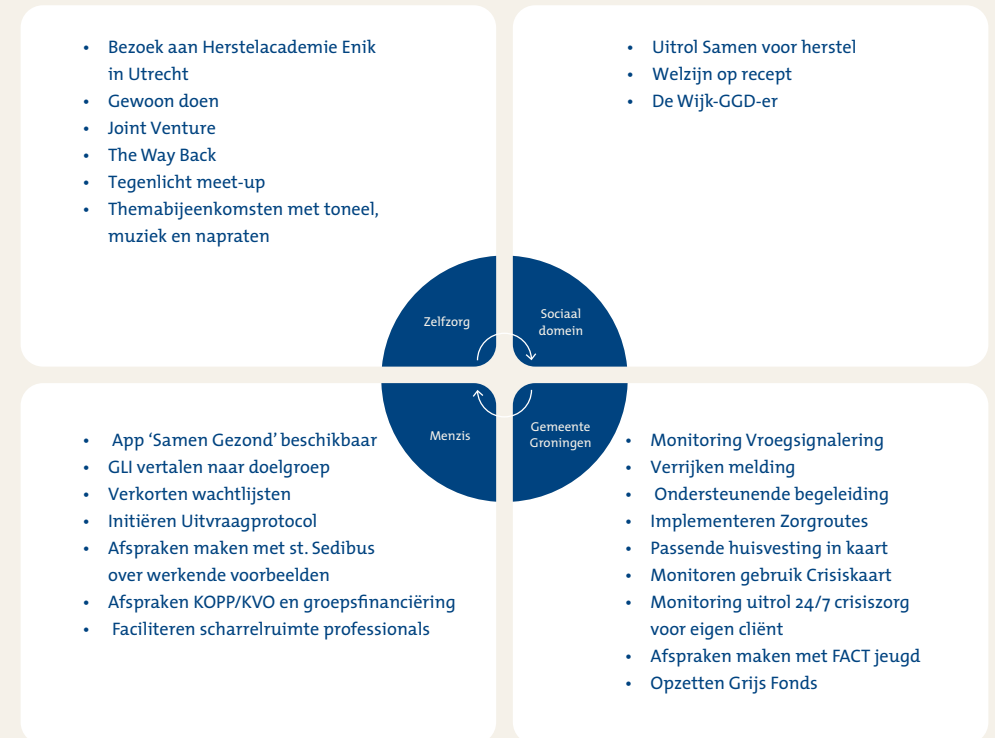 • Bezoek aan Herstelacademie Enik
in Utrecht
• Gewoon doen
• Joint Venture
• The Way Back
• Tegenlicht meet-up
• Themabijeenkomsten met toneel,
muziek en napraten
• Uitrol Samen voor herstel
• Welzijn op recept
• De Wijk-GGD-er
Zelfzorg
Sociaal
domein
Menzis
Gemeente
Groningen
• App ‘Samen Gezond’ beschikbaar
• GLI vertalen naar doelgroep
• Verkorten wachtlijsten
• Initiëren Uitvraagprotocol
• Afspraken maken met st. Sedibus
over werkende voorbeelden
• Afspraken KOPP/KVO en groepsfinanciëring
• Faciliteren scharrelruimte professionals
• Monitoring Vroegsignalering
• Verrijken melding
• Ondersteunende begeleiding
• Implementeren Zorgroutes
• Passende huisvesting in kaart
• Monitoren gebruik Crisiskaart
• Monitoring uitrol 24/7 crisiszorg
voor eigen cliënt
• Afspraken maken met FACT jeugd
• Opzetten Grijs Fonds